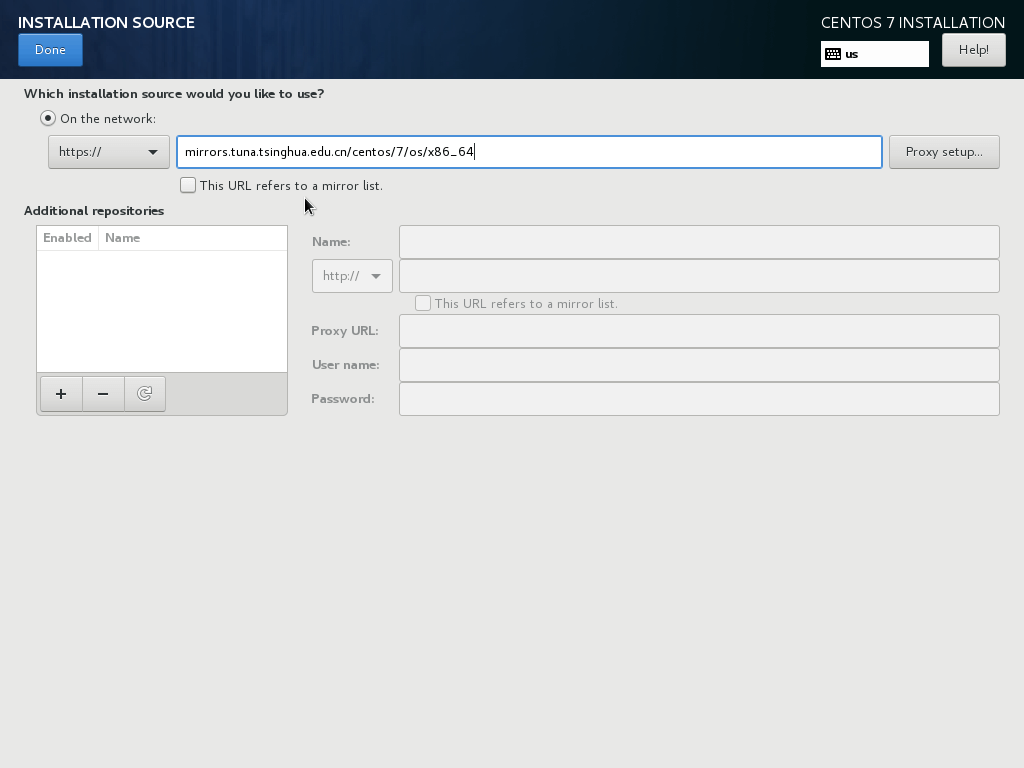 INSTALLATION SOURCE
CENTOS 7 INSTALLATION
Done
us
Help!
Which installation source would you like to use?
On the network:
https://
mirrors.tuna.tsinghua.edu.cn/centos/7/os/x86_64
Proxy setup...
This URL refers to a mirror list.
Additional repositories
Enabled Name
Name:
http://
This URL refers to a mirror list.
Proxy URL:
User name:
Password: